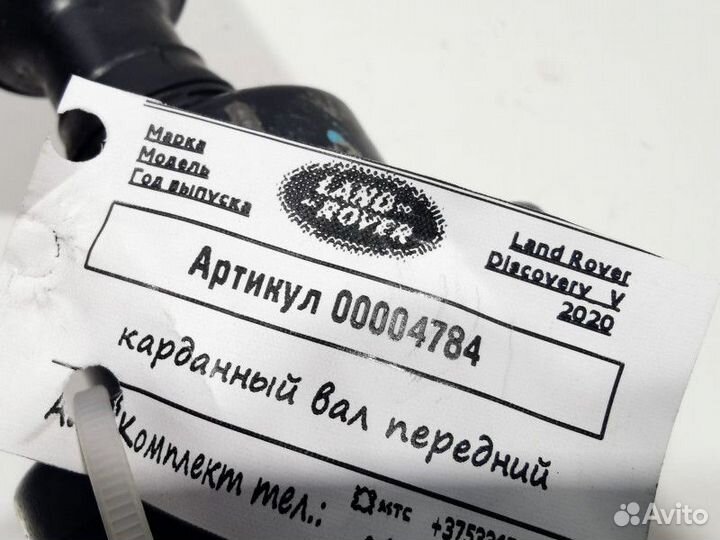 Марка
Модель
Год выпуска
LAND
ROVER
Land Rover
Discovery V
2020
Артикул 00004784
карданный вал передний
"Комплект тел.:
МТС
Avito